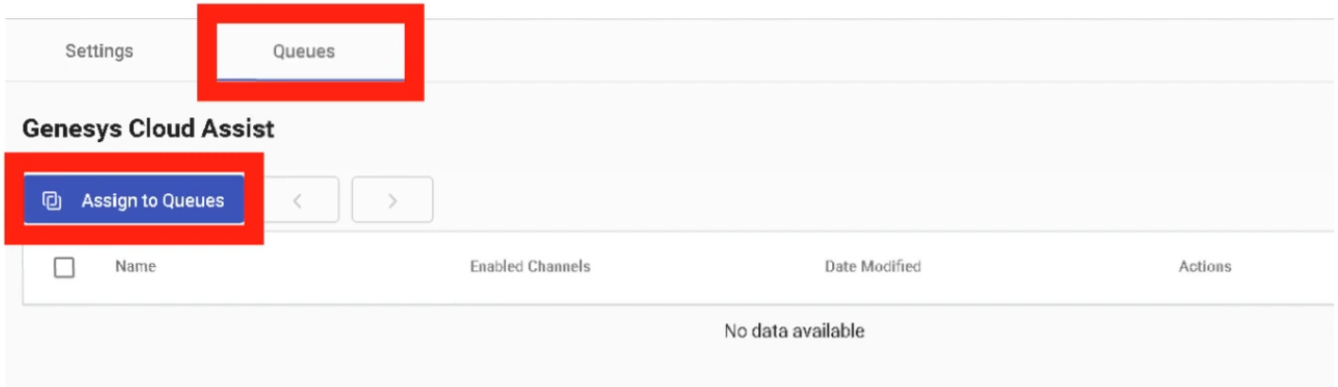 Settings Queues
Genesys Cloud Assist
Assign to Queues < >
Name Enabled Channels Date Modified Actions
No data available